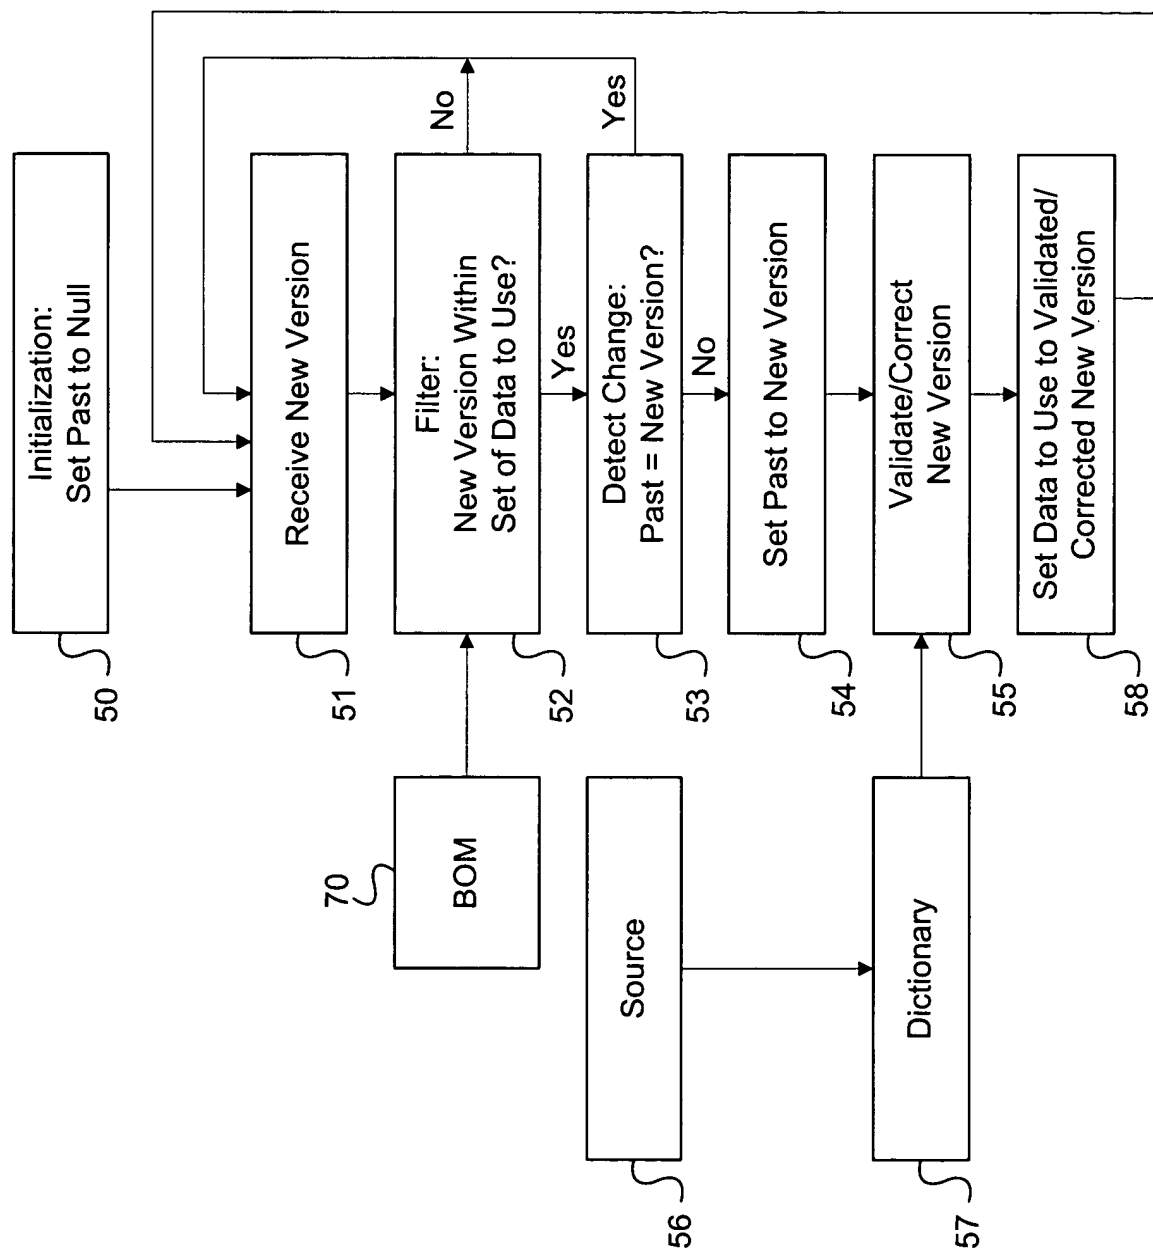 Initialization:
Set Past to Null
50
Receive New Version
51
No
Filter:
New Version Within
Set of Data to Use?
52
70
BOM
Yes
Yes
Detect Change:
Past = New Version?
53
Source
56
No
Set Past to New Version
54
Validate/Correct
New Version
55
Dictionary
57
Set Data to Use to Validated/
Corrected New Version
58